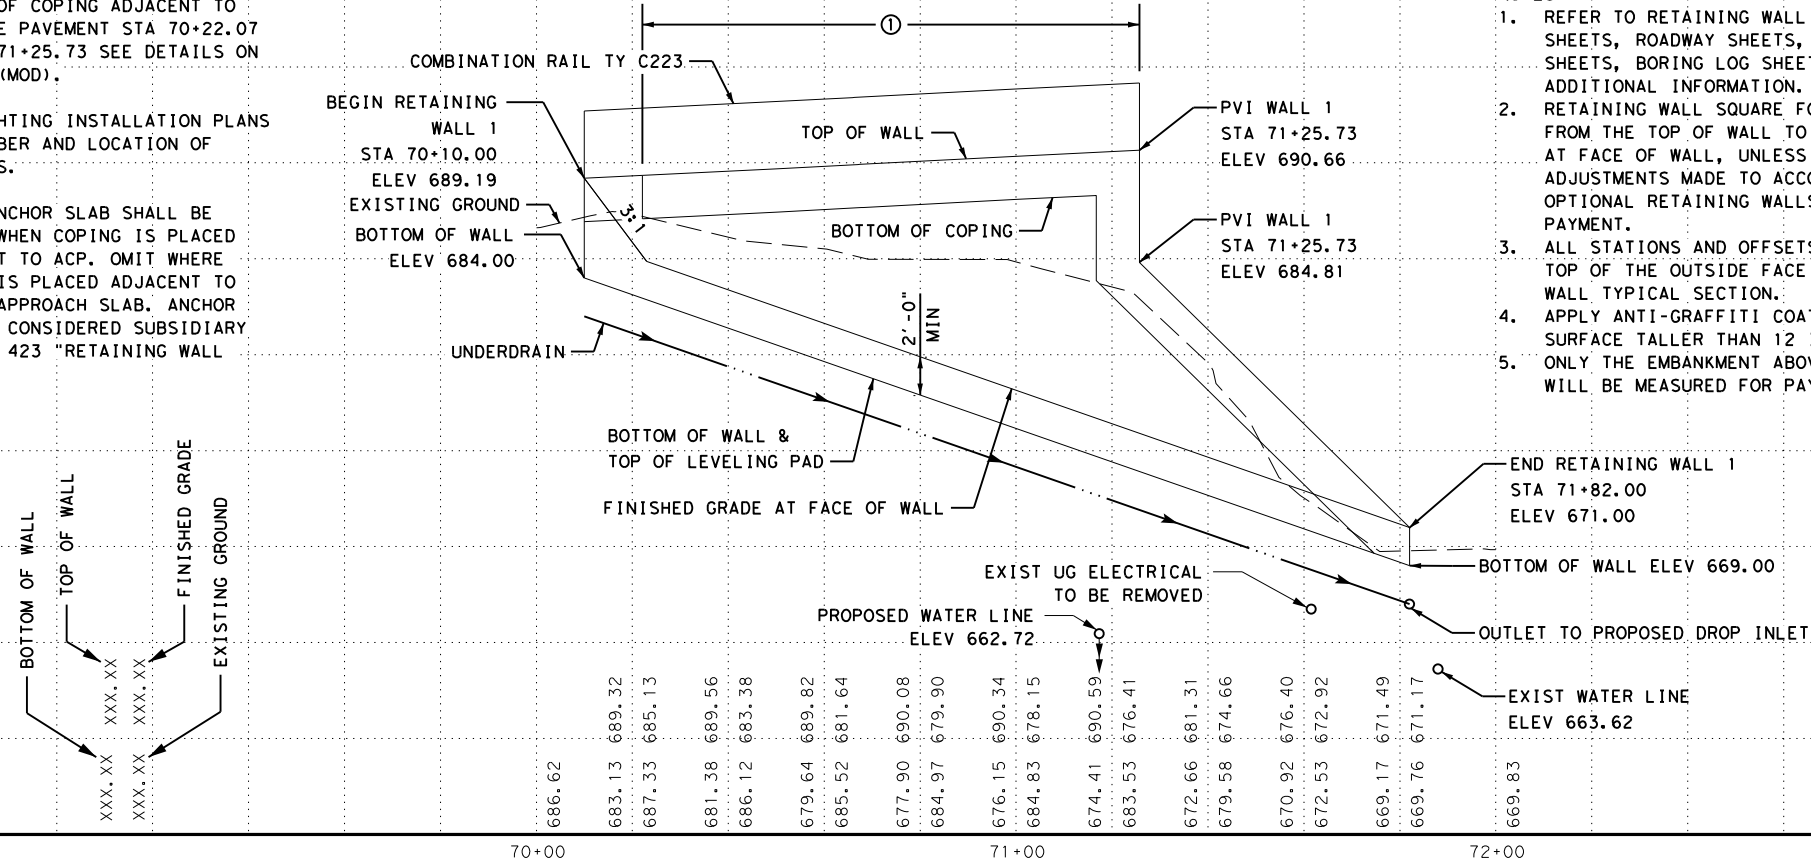 OF COPING ADJACENT TO
E PAVEMENT STA 70+22.07
71+25.73 SEE DETAILS ON
(MOD).
HTING INSTALLATION PLANS
BER AND LOCATION OF
S.
NCHOR SLAB SHALL BE
WHEN COPING IS PLACED
T TO ACP. OMIT WHERE
IS PLACED ADJACENT TO
APPROACH SLAB. ANCHOR
CONSIDERED SUBSIDIARY
423 "RETAINING WALL
1
COMBINATION RAIL TY C223
BEGIN RETAINING
WALL 1
STA 70+10.00
ELEV 689.19
EXISTING GROUND
BOTTOM OF WALL
ELEV 684.00
3:1
TOP OF WALL
BOTTOM OF COPING
PVI WALL 1
STA 71+25.73
ELEV 690.66
PVI WALL 1
STA 71+25.73
ELEV 684.81
2'-0"
MIN
UNDERDRAIN
BOTTOM OF WALL &
TOP OF LEVELING PAD
FINISHED GRADE AT FACE OF WALL
END RETAINING WALL 1
STA 71+82.00
ELEV 671.00
BOTTOM OF WALL ELEV 669.00
EXIST UG ELECTRICAL
TO BE REMOVED
PROPOSED WATER LINE
ELEV 662.72
OUTLET TO PROPOSED DROP INLET
EXIST WATER LINE
ELEV 663.62
1. REFER TO RETAINING WALL
SHEETS, ROADWAY SHEETS,
SHEETS, BORING LOG SHEET
ADDITIONAL INFORMATION.
2. RETAINING WALL SQUARE FO
FROM THE TOP OF WALL TO
AT FACE OF WALL, UNLESS
ADJUSTMENTS MADE TO ACCO
OPTIONAL RETAINING WALLS
PAYMENT.
3. ALL STATIONS AND OFFSETS
TOP OF THE OUTSIDE FACE
WALL TYPICAL SECTION.
4. APPLY ANTI-GRAFFITI COAT
SURFACE TALLER THAN 12
5. ONLY THE EMBANKMENT ABOV
WILL BE MEASURED FOR PAY
BOTTOM OF WALL
TOP OF WALL
FINISHED GRADE
EXISTING GROUND
XXX.XX
XXX.XX
XXX.XX
XXX.XX
689.32
685.13
689.56
683.38
689.82
681.64
690.08
679.90
690.34
678.15
690.59
676.41
681.31
674.66
676.40
672.92
671.49
671.17
686.62
683.13
687.33
681.38
686.12
679.64
685.52
677.90
684.97
676.15
684.83
674.41
683.53
672.66
679.58
670.92
672.53
669.17
669.76
669.83
70+00
71+00
72+00